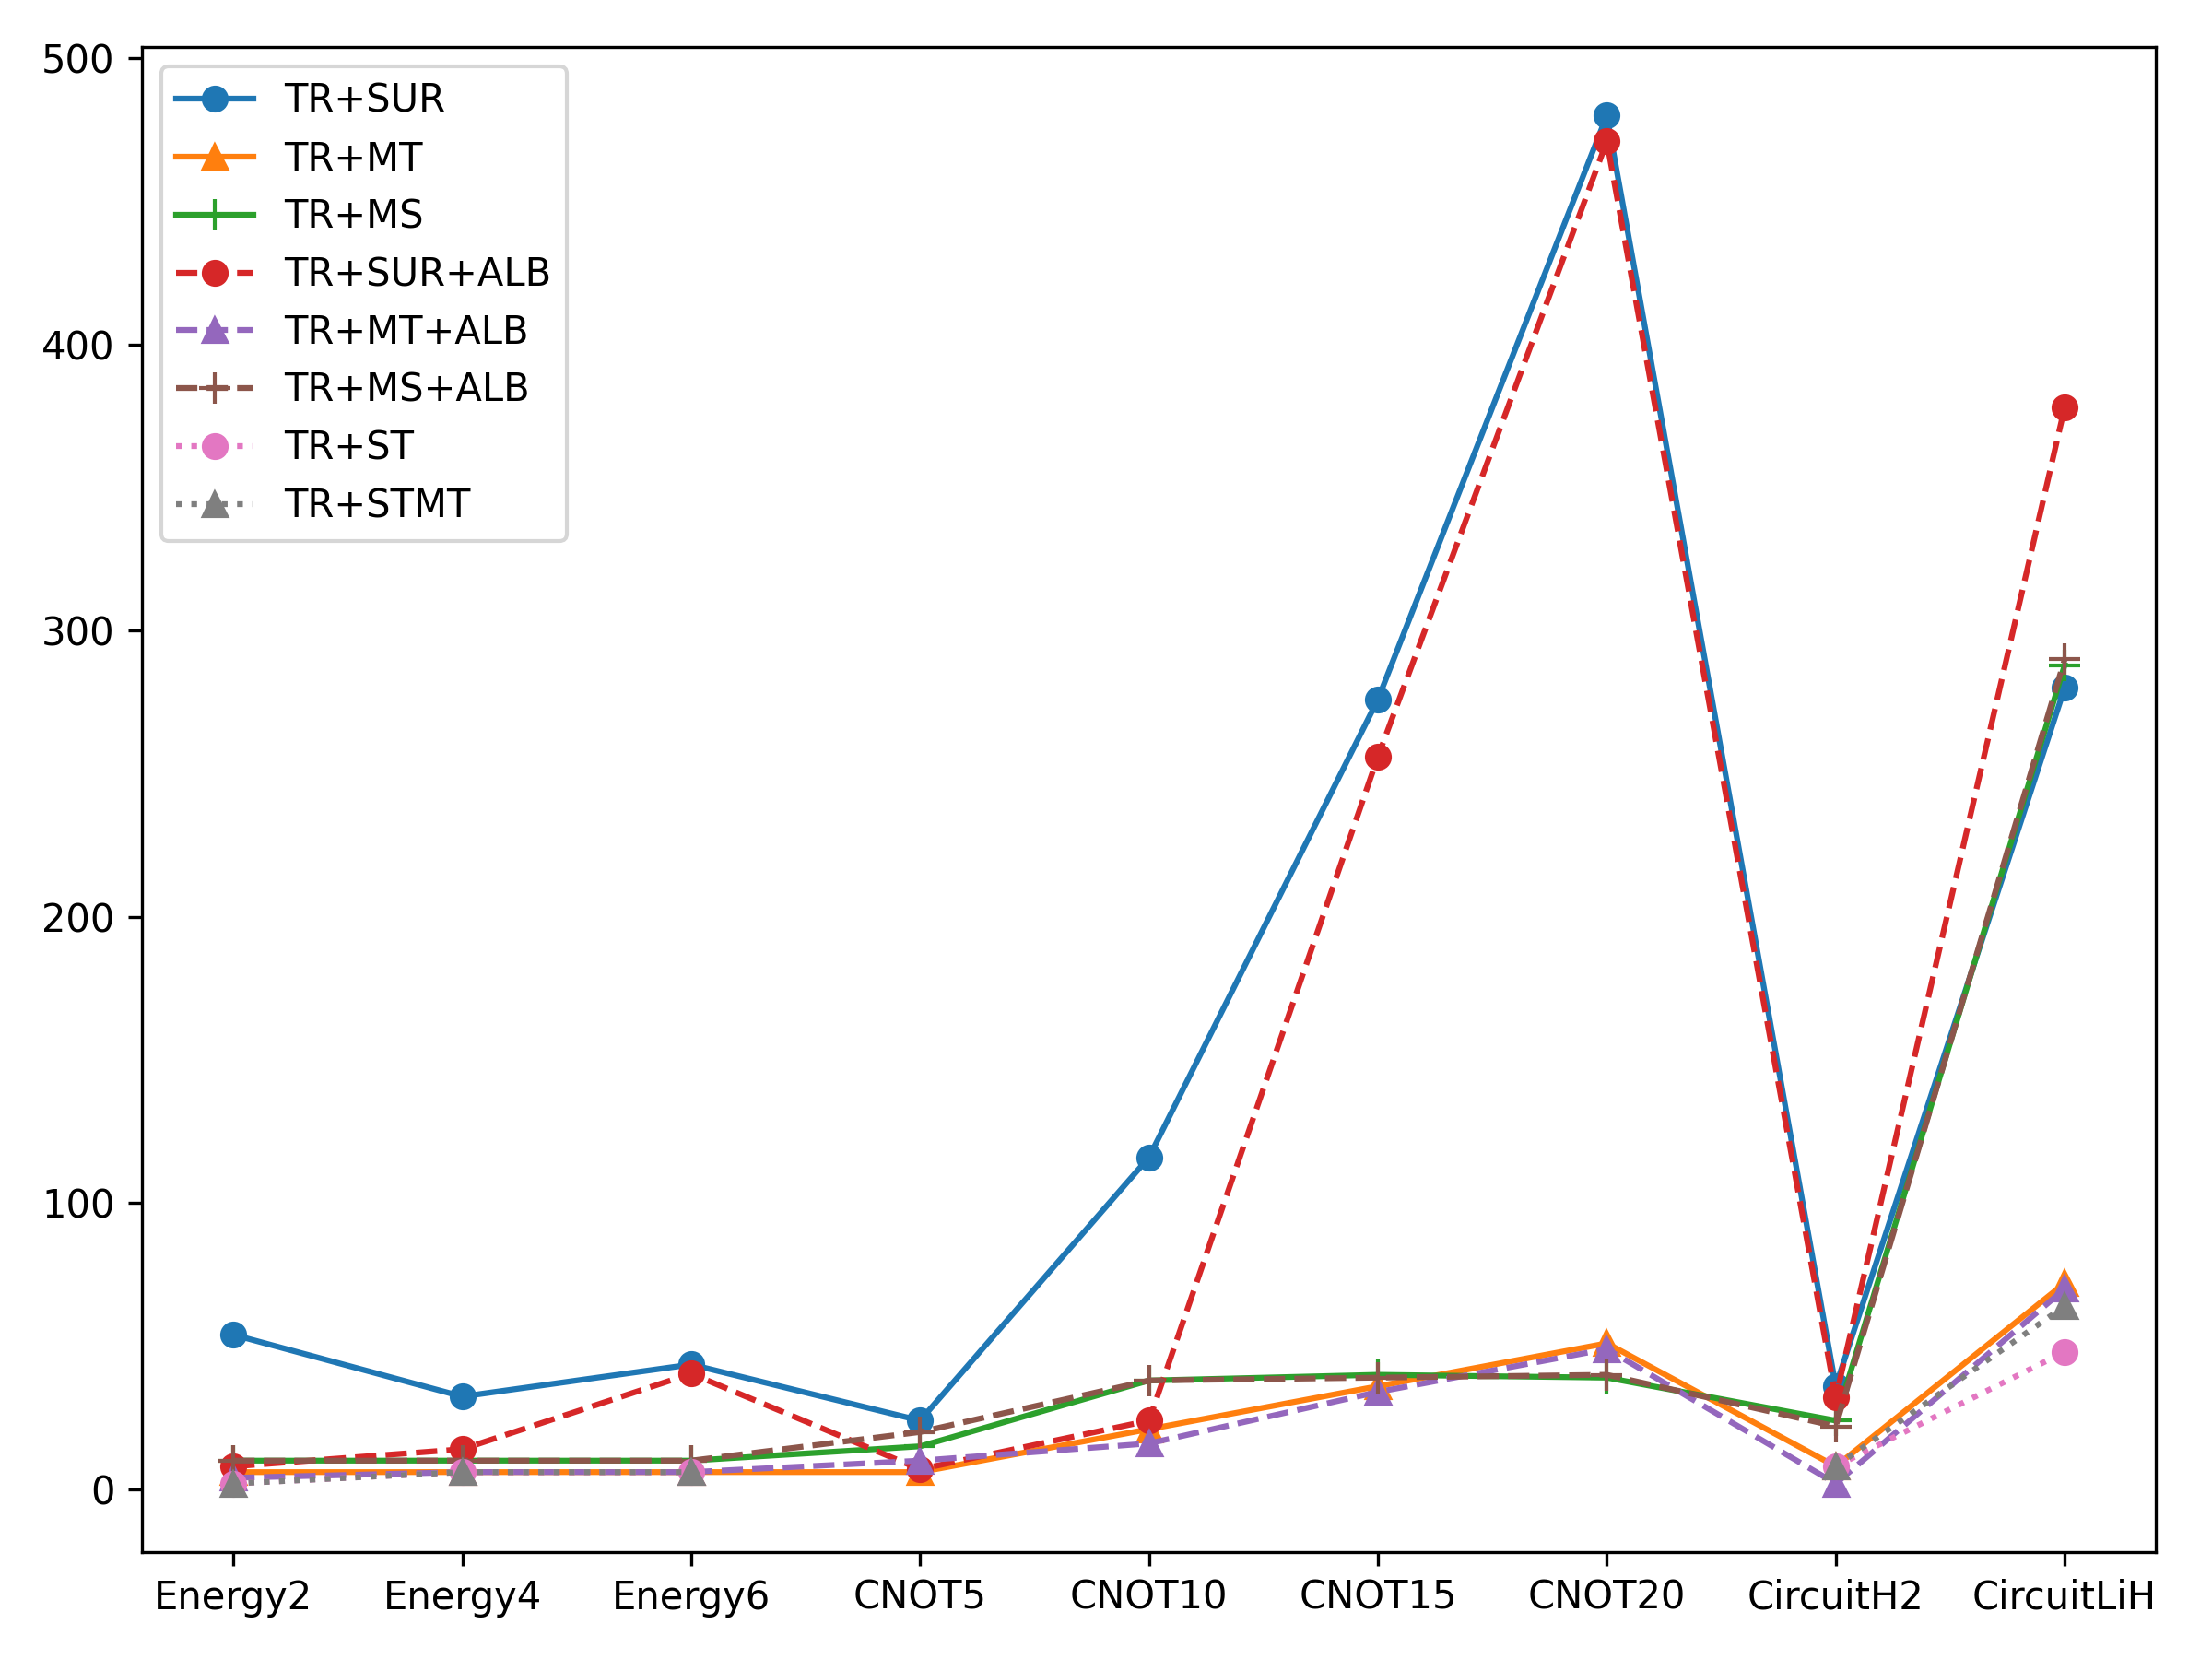 500
400
300
200
100
0
TR+SUR
TR+MT
TR+MS
TR+SUR+ALB
TR+MT+ALB
TR+MS+ALB
TR+ST
TR+STMT
Energy2 Energy4 Energy6 CNOT5 CNOT10 CNOT15 CNOT20 CircuitH2 CircuitLiH